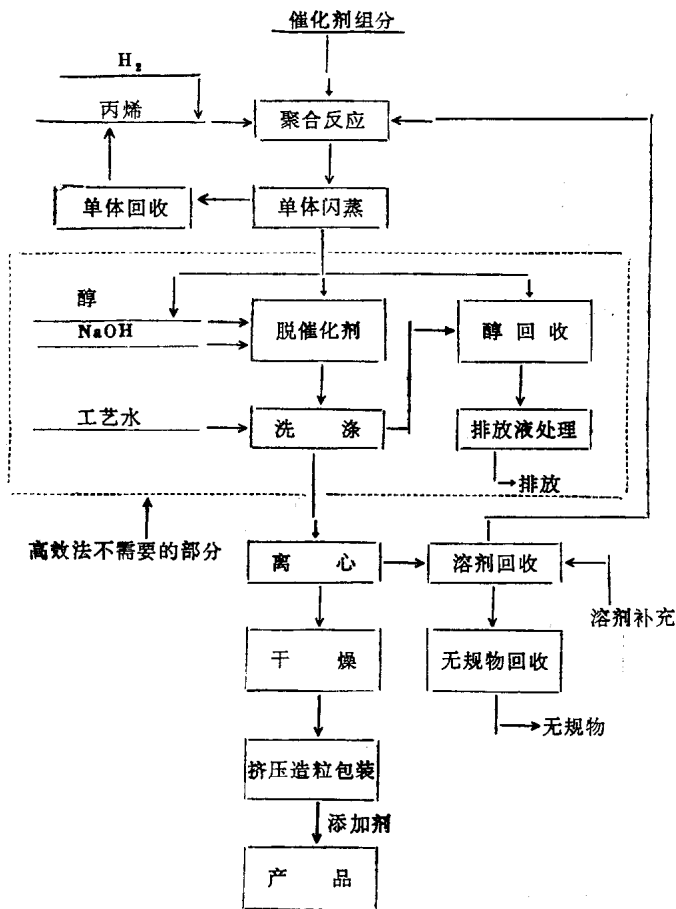 催化剂组分
H₂
丙烯
聚合反应
单体回收
单体闪蒸
醇
NaOH
脱催化剂
醇回收
工艺水
洗涤
排放液处理
排放
高效法不需要的部分
离心
溶剂回收
溶剂补充
干燥
无规物回收
无规物
挤压造粒包装
添加剂
产品